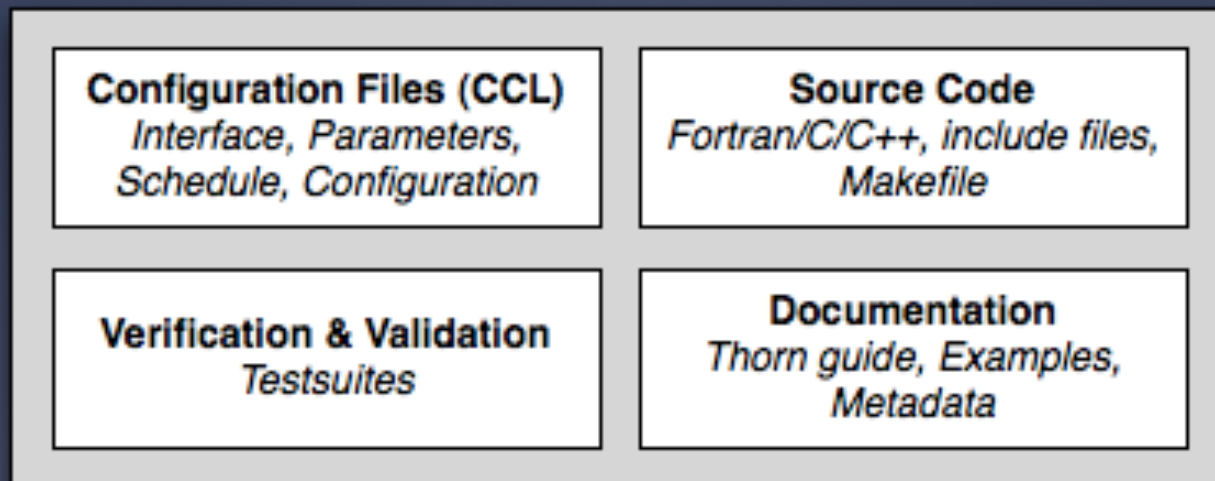 Configuration Files (CCL)
Interface, Parameters,
Schedule, Configuration
Source Code
Fortran/C/C++, include files,
Makefile
Verification & Validation
Testsuites
Documentation
Thorn guide, Examples,
Metadata